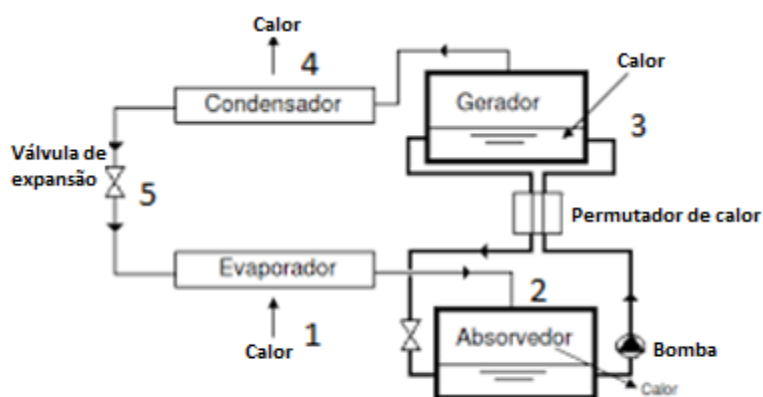 Calor
4
Condensador
Gerador
Calor
3
Válvula de
expansão
5
Permutador de calor
Evaporador
2
1
Calor
Absorvedor
Bomba
Calor